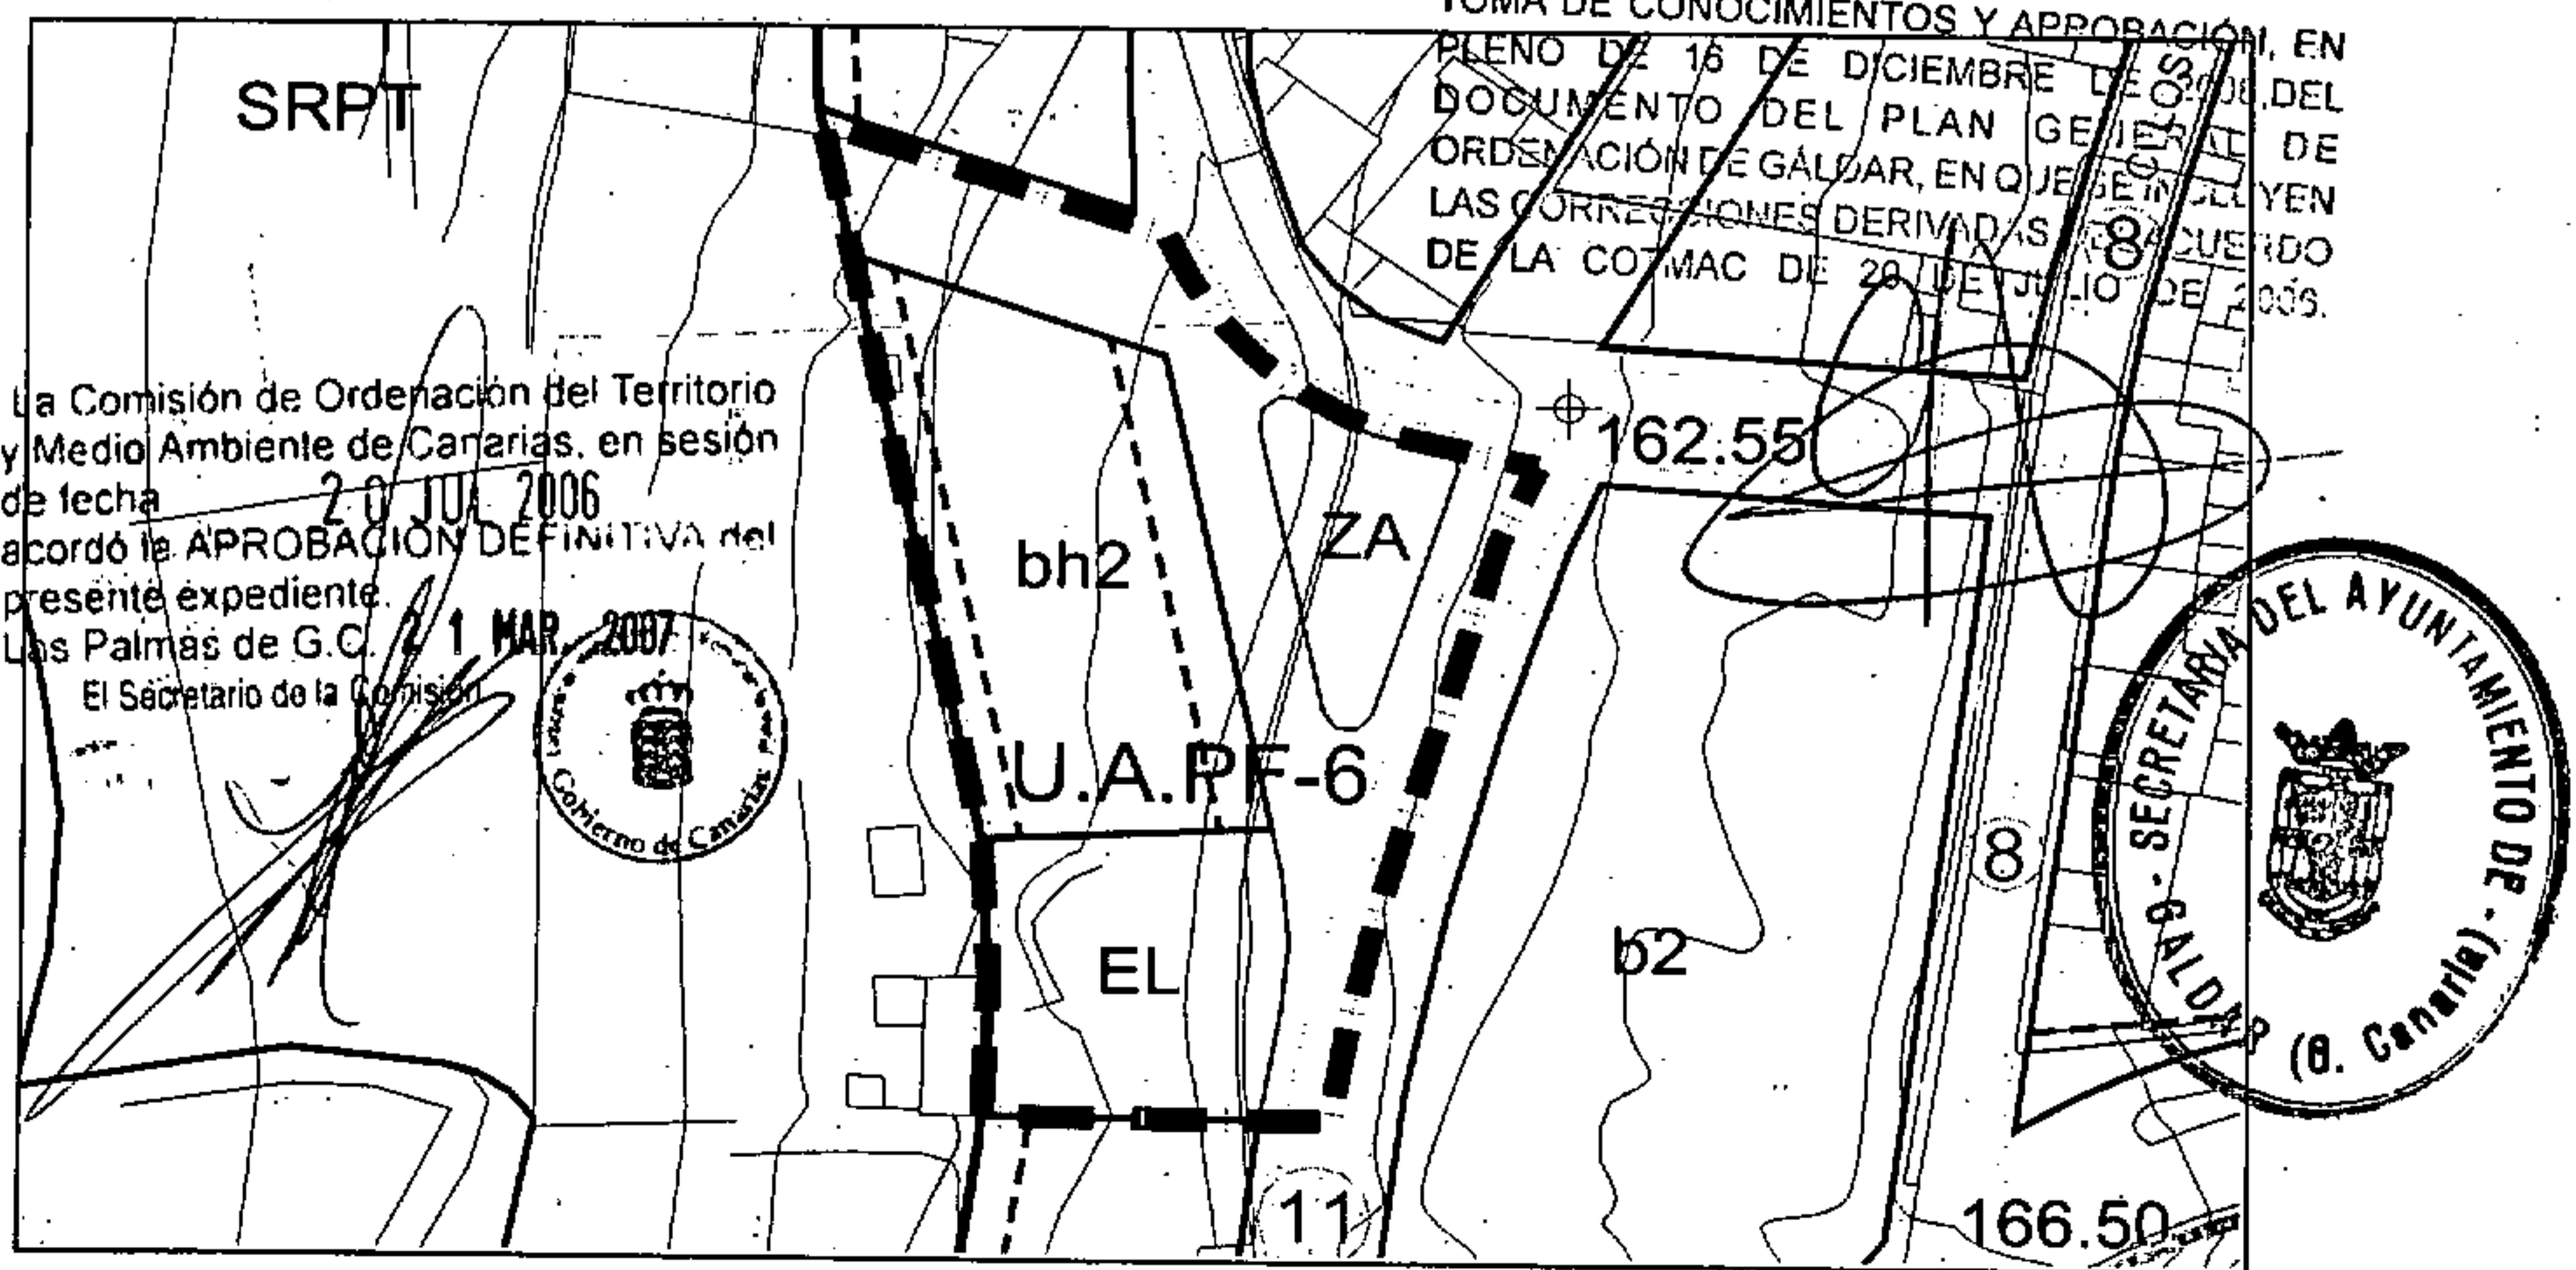 TOMA DE CONOCIMIENTOS Y APROBACIÓN, EN
PLENO DE 16 DE DICIEMBRE DE 2008, DEL
DOCUMENTO DEL PLAN GENERAL DE
ORDENACIÓN DE GÁLDAR, EN QUE SE INCLUYEN
LAS CORRECCIONES DERIVADAS ACUERDO
DE LA COTMAC DE 20 DE JULIO DE 2006.
SRPT
8
La Comisión de Ordenación del Territorio
y Medio Ambiente de Canarias, en sesión
de fecha 20 JUL 2006
acordó la APROBACIÓN DEFINITIVA del
presente expediente.
Las Palmas de G.C. 21 MAR. 2007
El Secretario de la Comisión
Gobierno de Canarias
162.55
ZA
bh2
U.A.PF-6
EL
b2
8
11
166.50
SECRETARYA DEL AYUNTAMIENTO DE -
GALDAR (G. Canaria) -